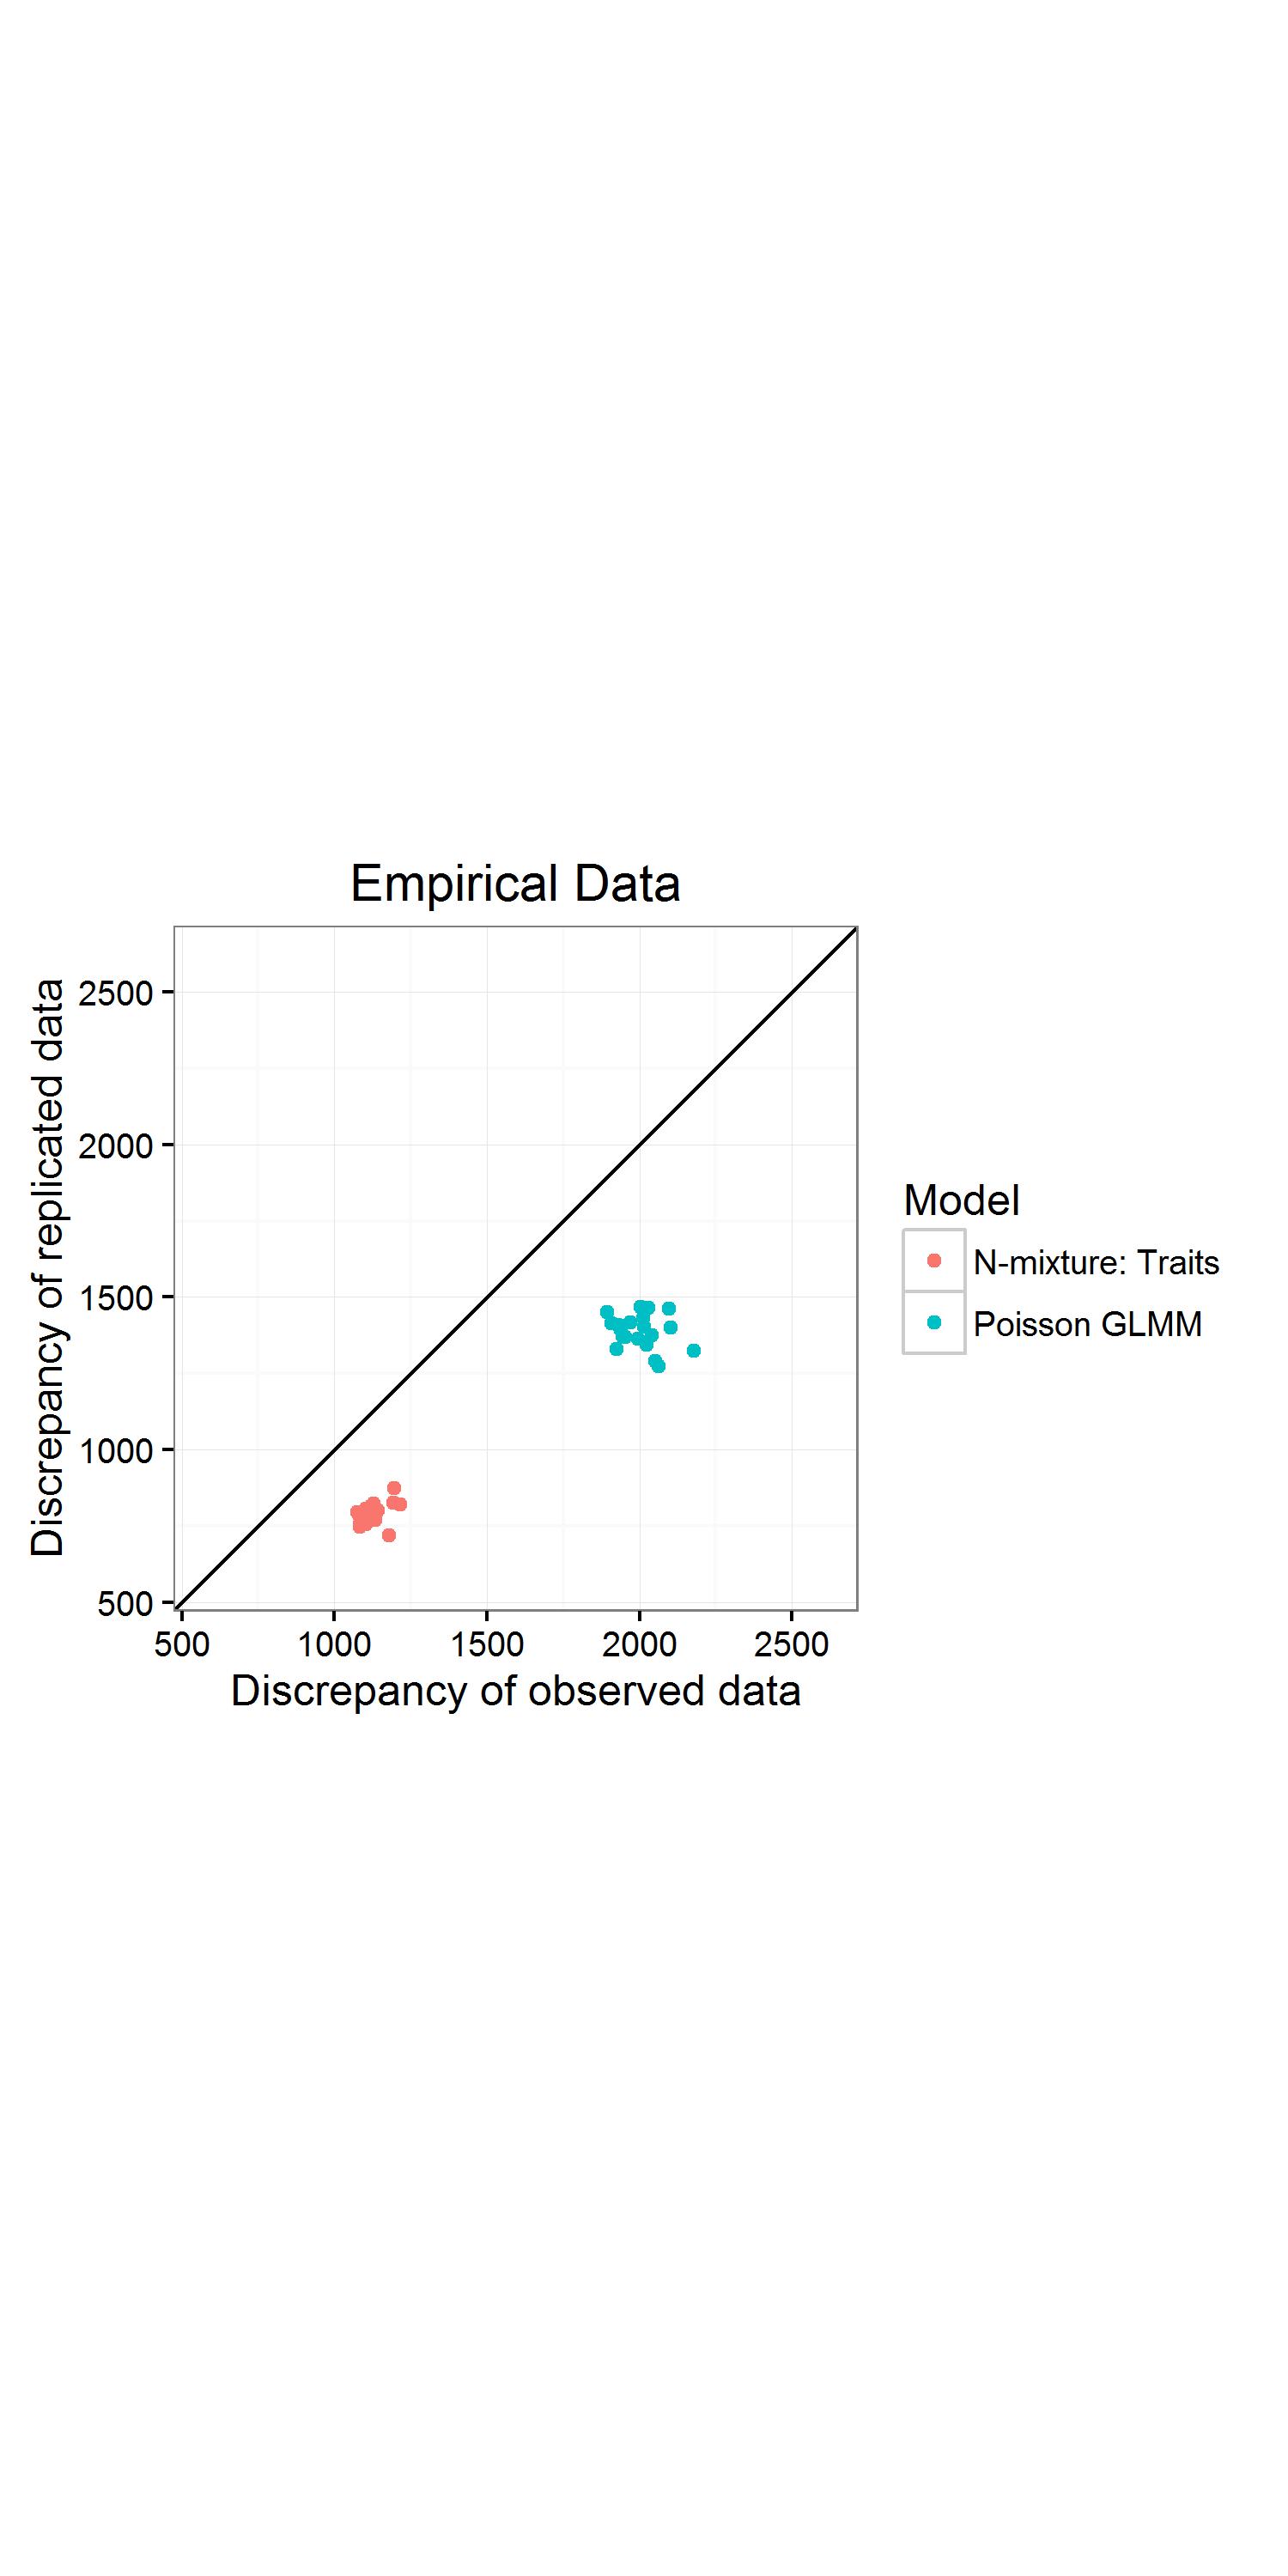 Empirical Data
Discrepancy of replicated data
2500
2000
1500
1000
500
500 1000 1500 2000 2500
Discrepancy of observed data
Model
N-mixture: Traits
Poisson GLMM